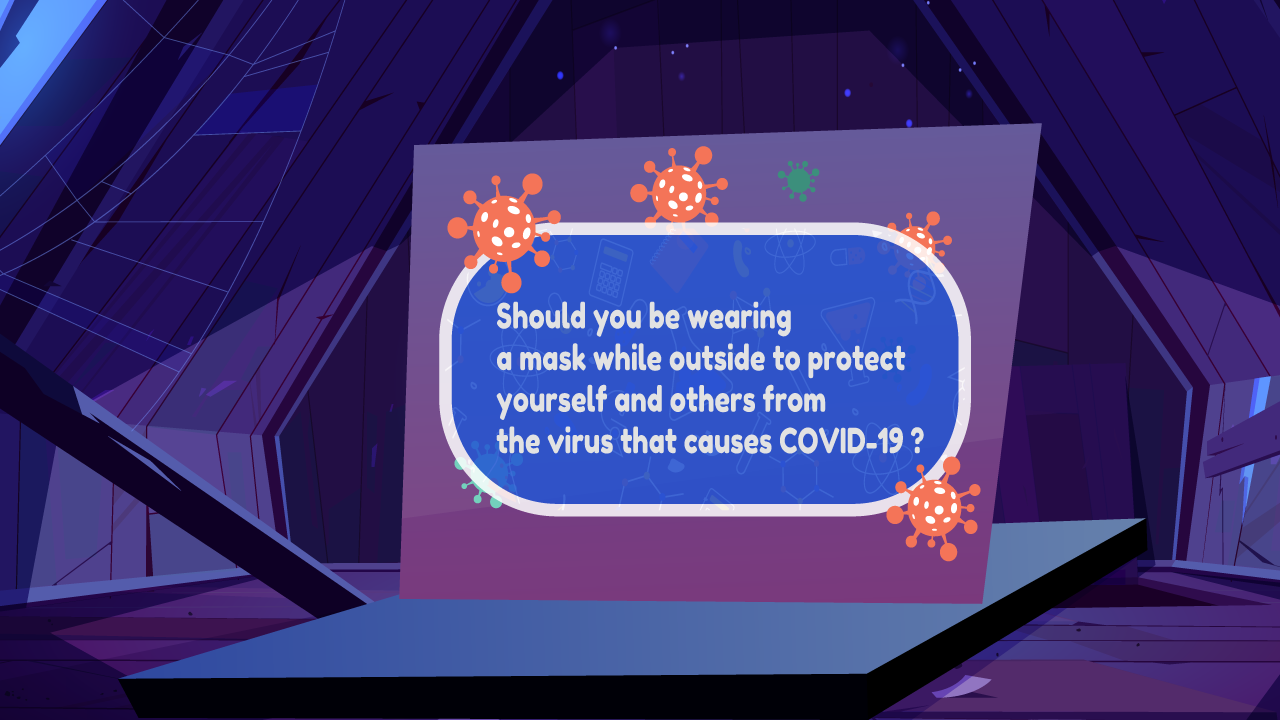 Should you be wearing
a mask while outside to protect
yourself and others from
the virus that causes COVID-19 ?